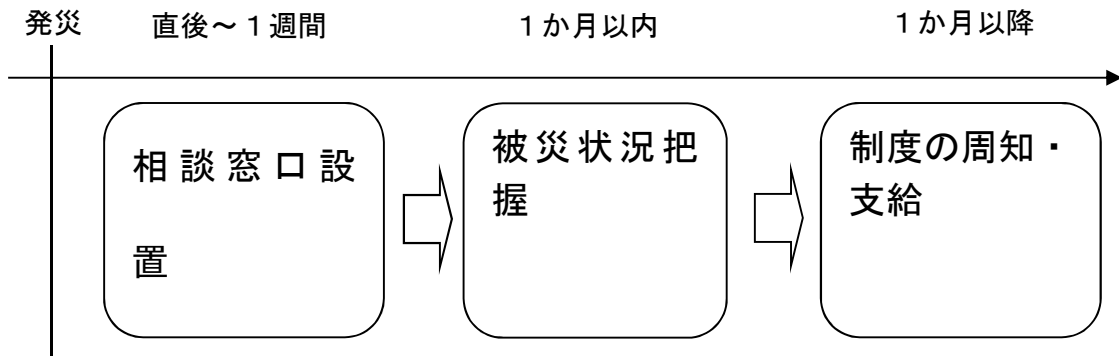 発災
直後～１週間
１か月以内
１か月以降
相談窓口設
置
被災状況把
握
制度の周知・
支給